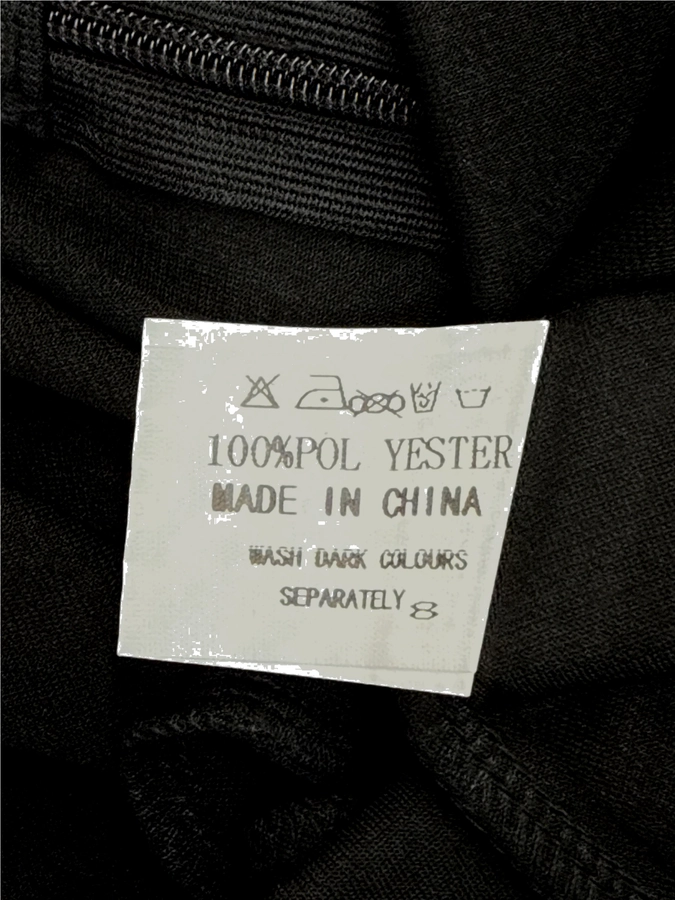 100%POL YESTER
MADE IN CHINA
WASH DARK COLOURS
SEPARATELY 8